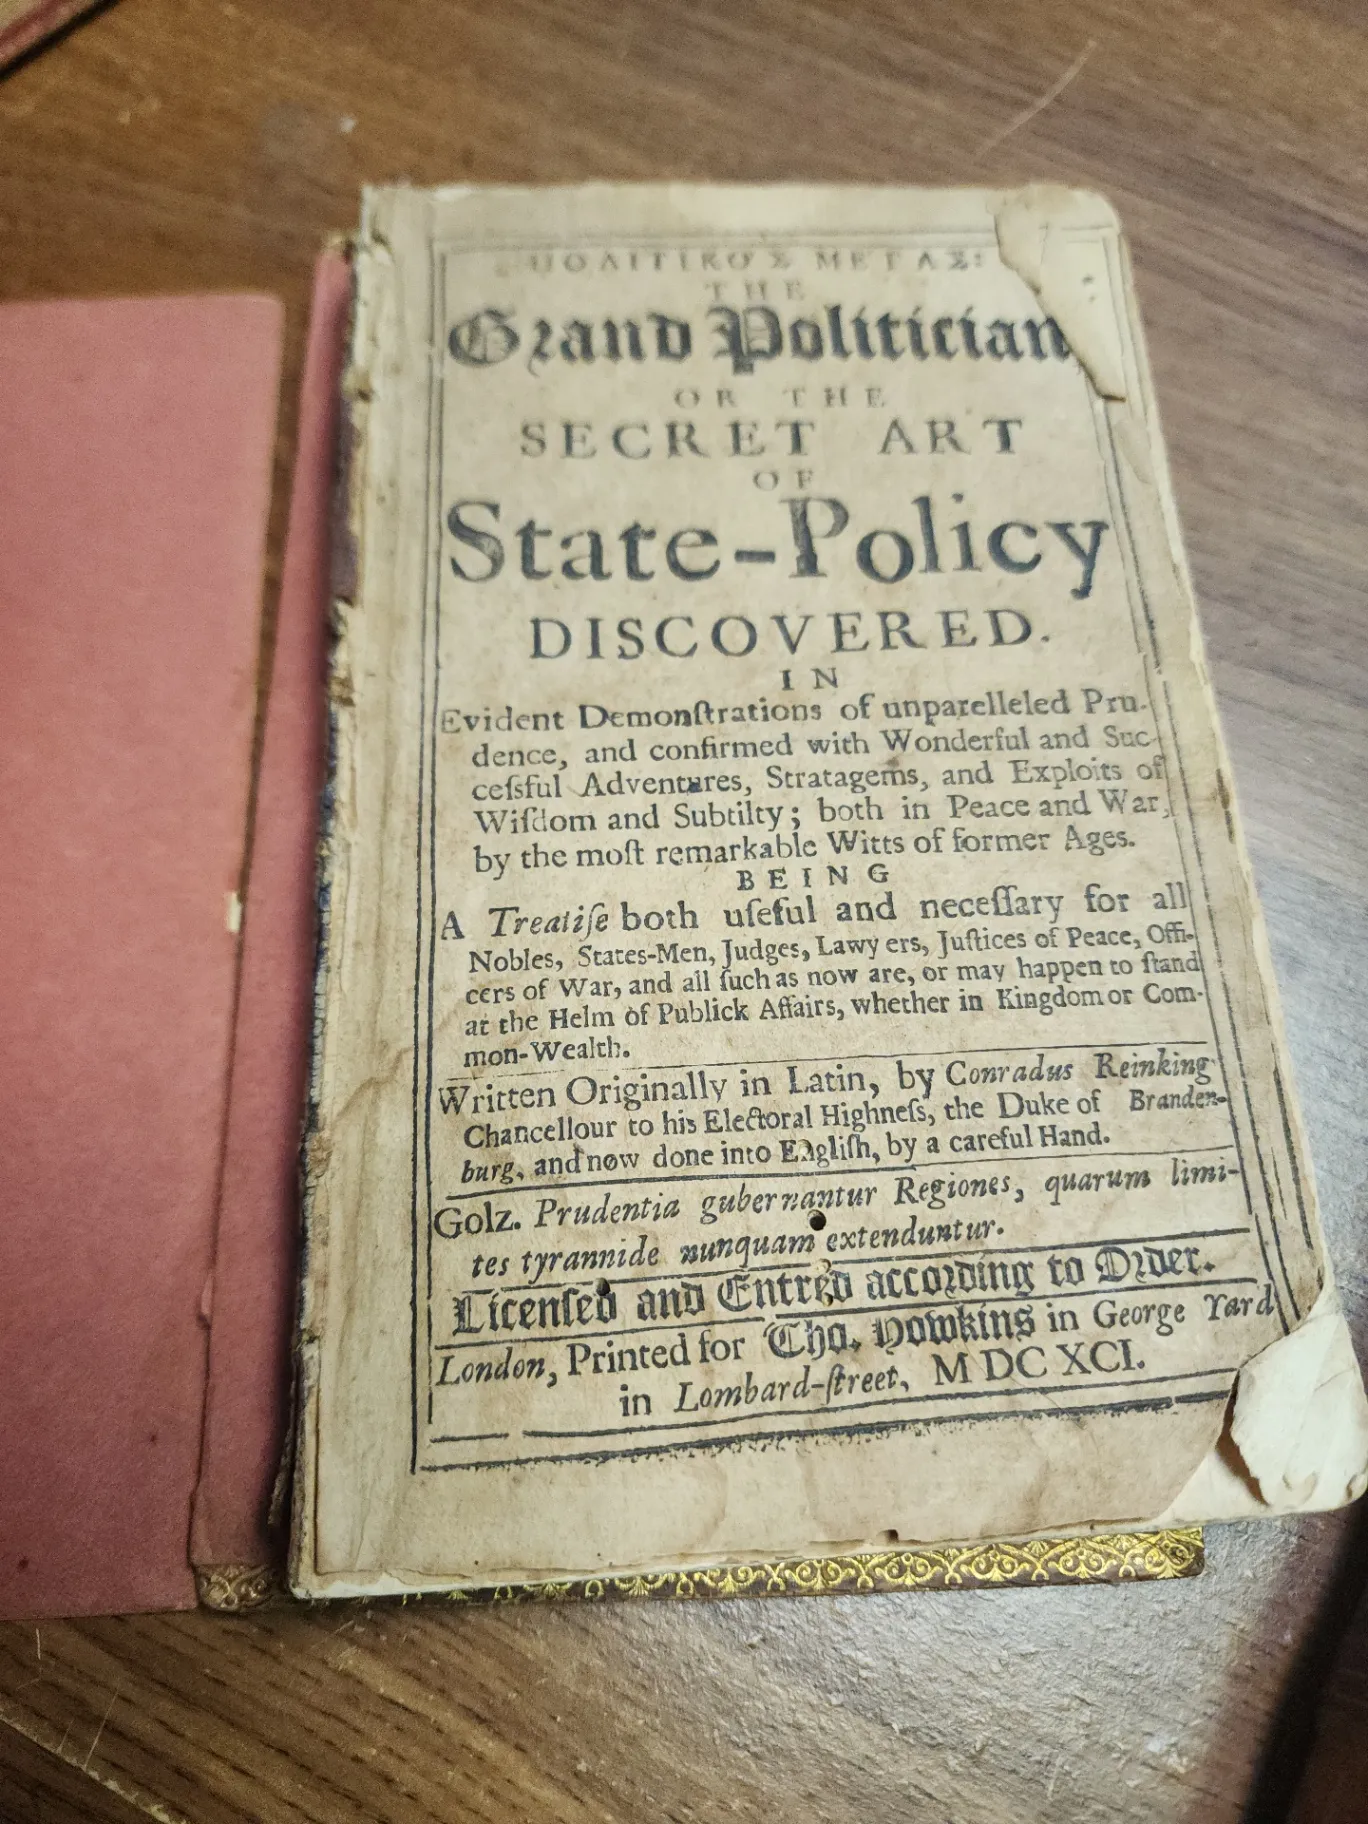 ΠΟΛΙΤΙΚΟ'Σ ΜΕΓΑΣ:
THE
Grand Politician
OR THE
SECRET ART
OF
State-Policy
DISCOVERED.
IN
Evident Demonſtrations of unparelleled Pru-
dence, and confirmed with Wonderful and Suc-
ceſsful Adventures, Stratagems, and Exploits of
Wiſdom and Subtilty; both in Peace and War,
by the moſt remarkable Witts of former Ages.
BEING
A Treatiſe both uſeful and neceſſary for all
Nobles, States-Men, Judges, Lawyers, Juſtices of Peace, Offi-
cers of War, and all ſuch as now are, or may happen to ſtand
at the Helm of Publick Affairs, whether in Kingdom or Com-
mon-Wealth.
Written Originally in Latin, by Conradus Reinking
Chancellour to his Electoral Highneſs, the Duke of Branden-
burg, and now done into Engliſh, by a careful Hand.
Golz. Prudentia gubernantur Regiones, quarum limi-
tes tyrannide nunquam extenduntur.
Licenſed and Entred according to Order.
London, Printed for Tho. Howkins in George Yard
in Lombard-ſtreet, M DC XCI.